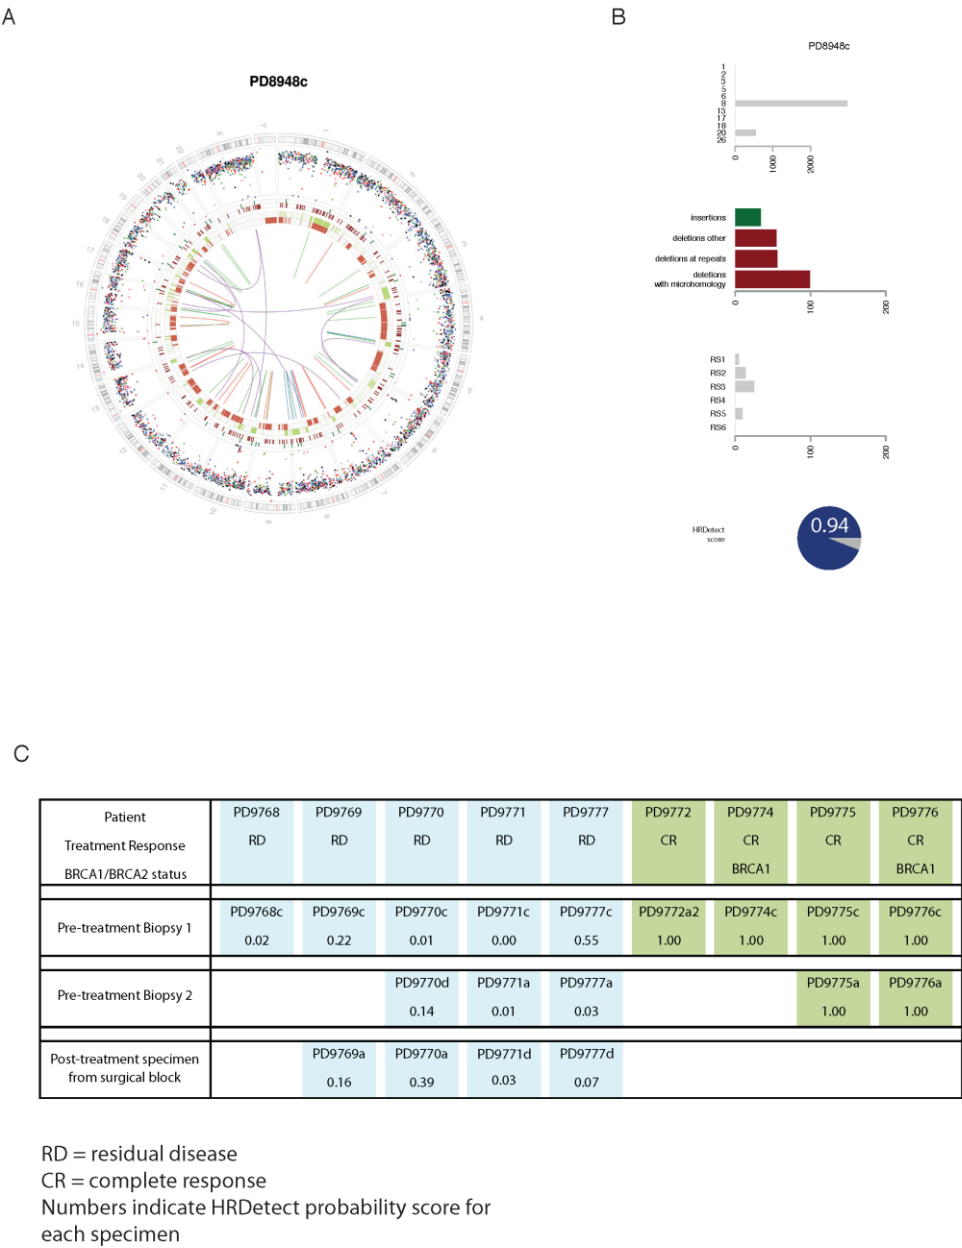 A
B
PD8948c
PD8948c
1
2
3
5
6
8
13
17
18
20
26
0
1000
2000
insertions
deletions other
deletions at repeats
deletions
with microhomology
0
100
200
RS1
RS2
RS3
RS4
RS5
RS6
0
100
200
HRDetect
score
0.94
C
Patient PD9768 PD9769 PD9770 PD9771 PD9777 PD9772 PD9774 PD9775 PD9776
Treatment Response RD RD RD RD RD CR CR CR CR
BRCA1/BRCA2 status BRCA1 BRCA1
Pre-treatment Biopsy 1 PD9768c PD9769c PD9770c PD9771c PD9777c PD9772a2 PD9774c PD9775c PD9776c
0.02 0.22 0.01 0.00 0.55 1.00 1.00 1.00 1.00
Pre-treatment Biopsy 2 PD9770d PD9771a PD9777a PD9775a PD9776a
0.14 0.01 0.03 1.00 1.00
Post-treatment specimen PD9769a PD9770a PD9771d PD9777d
from surgical block 0.16 0.39 0.03 0.07
RD = residual disease
CR = complete response
Numbers indicate HRDetect probability score for
each specimen